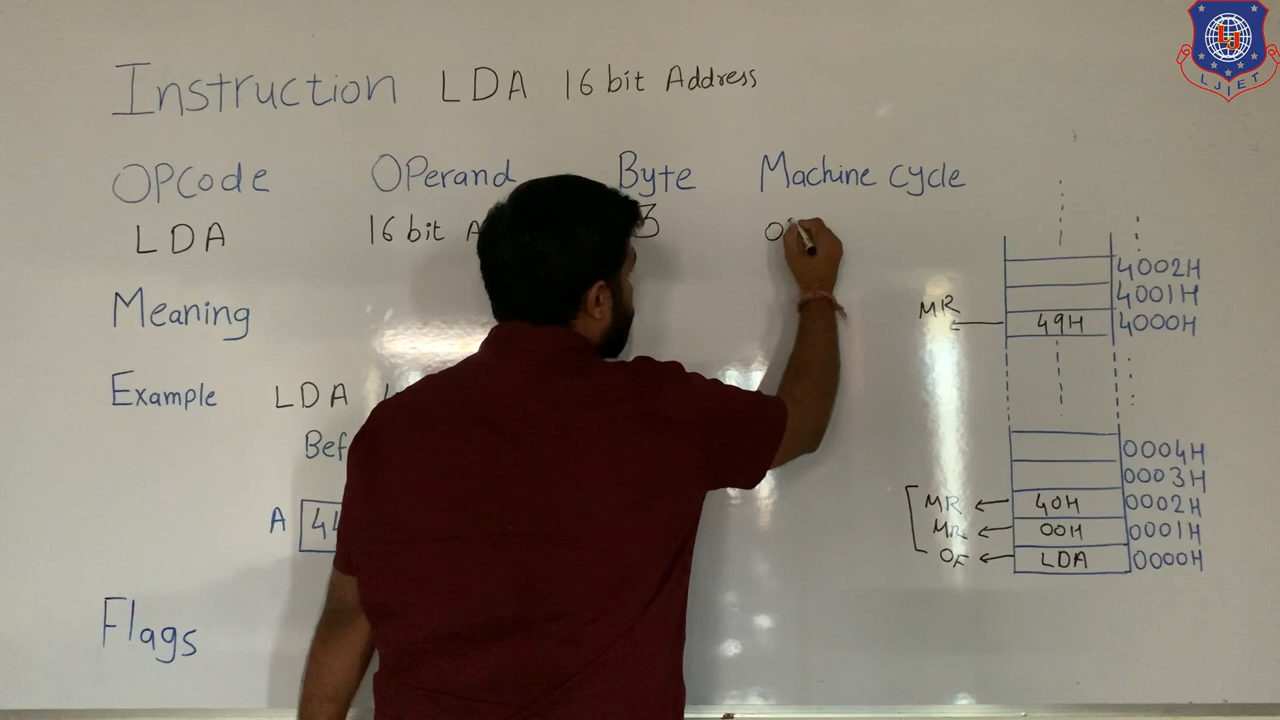 Instruction LDA 16 bit Address
OPCode OPerand Byte Machine cycle
LDA 16 bit 3
Meaning
Example LDA
A
Flags
4002H
4001H
MR 49H 4000H
0004H
0003H
MR 40H 0002H
MR 00H 0001H
OF LDA 0000H
LJIET